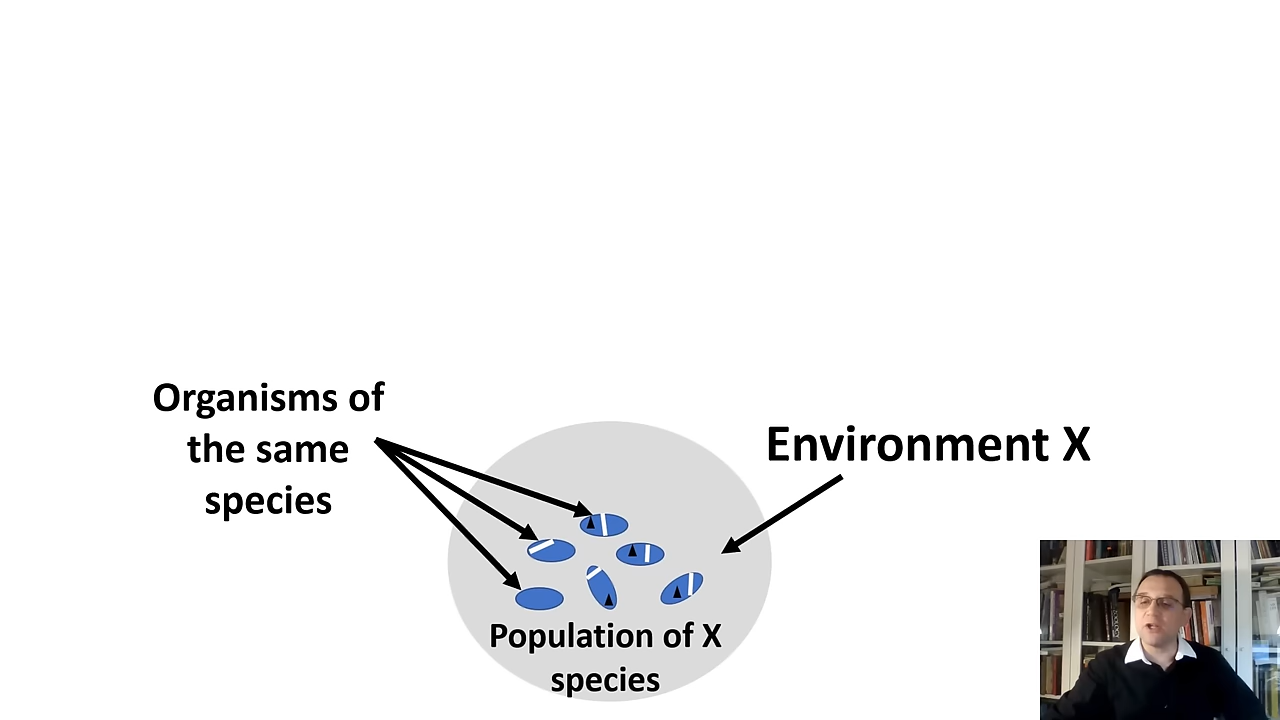 Organisms of
the same
species
Environment X
Population of X
species